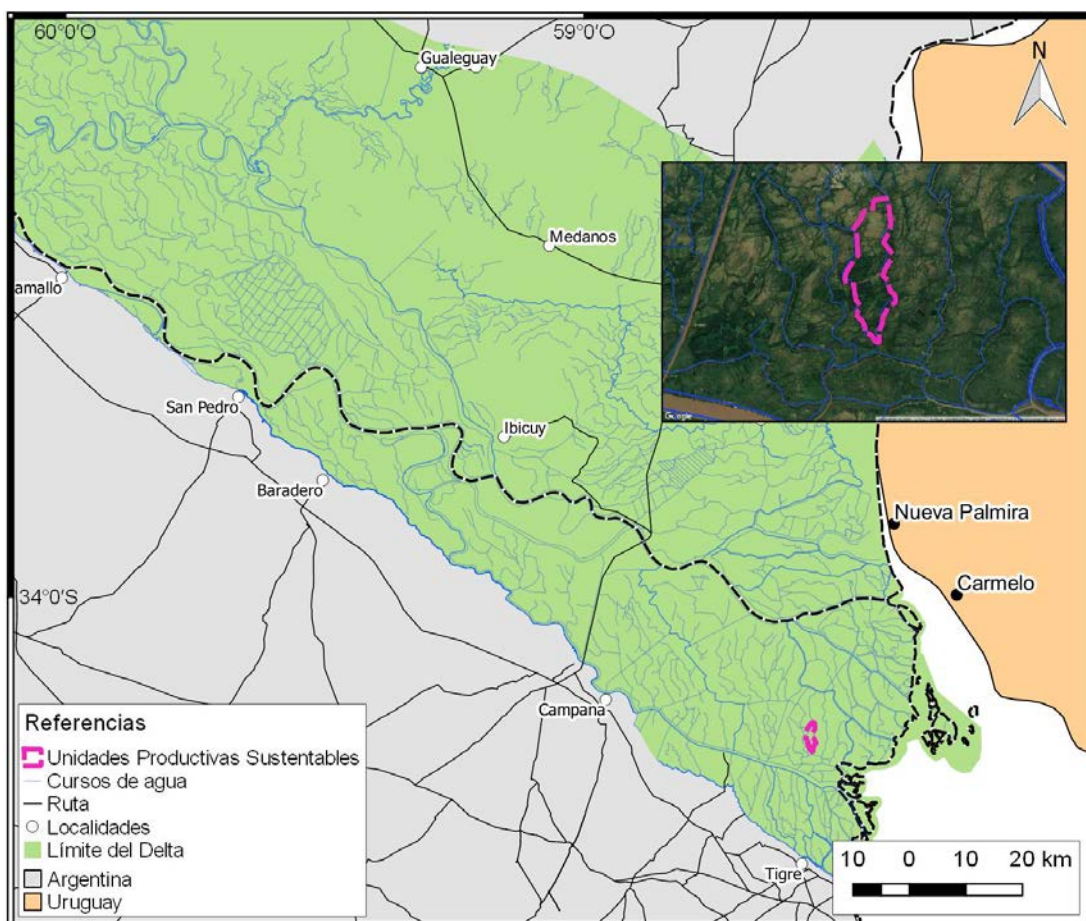 60°0'O
59°0'O
Gualeguay
N
Medanos
amallo
San Pedro
Ibicuy
Baradero
Nueva Palmira
Carmelo
34°0'S
Campana
Tigre
Google
Referencias
Unidades Productivas Sustentables
Cursos de agua
Ruta
Localidades
Límite del Delta
Argentina
Uruguay
10 0 10 20 km